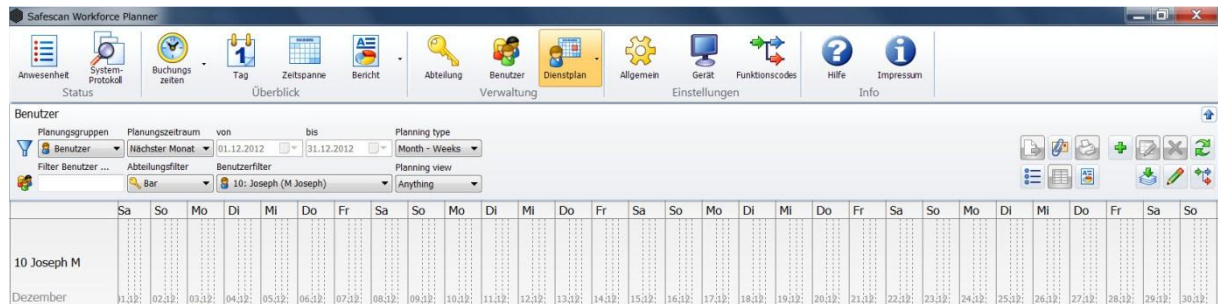 Safescan Workforce Planner
Anwesenheit System-Protokoll Buchungs zeiten Tag Zeitspanne Bericht Abteilung Benutzer Dienstplan Allgemein Gerät Funktionscodes Hilfe Impressum
Status Überblick Verwaltung Einstellungen Info
Benutzer
Planungsgruppen Planungszeitraum von bis Planning type
Benutzer Nächster Monat 01.12.2012 31.12.2012 Month - Weeks
Filter Benutzer ... Abteilungsfilter Benutzerfilter Planning view
Bar 10: Joseph (M Joseph) Anything
Sa So Mo Di Mi Do Fr Sa So Mo Di Mi Do Fr Sa So Mo Di Mi Do Fr Sa So Mo Di Mi Do Fr Sa So
10 Joseph M
Dezember 01.12 02.12 03.12 04.12 05.12 06.12 07.12 08.12 09.12 10.12 11.12 12.12 13.12 14.12 15.12 16.12 17.12 18.12 19.12 20.12 21.12 22.12 23.12 24.12 25.12 26.12 27.12 28.12 29.12 30.12